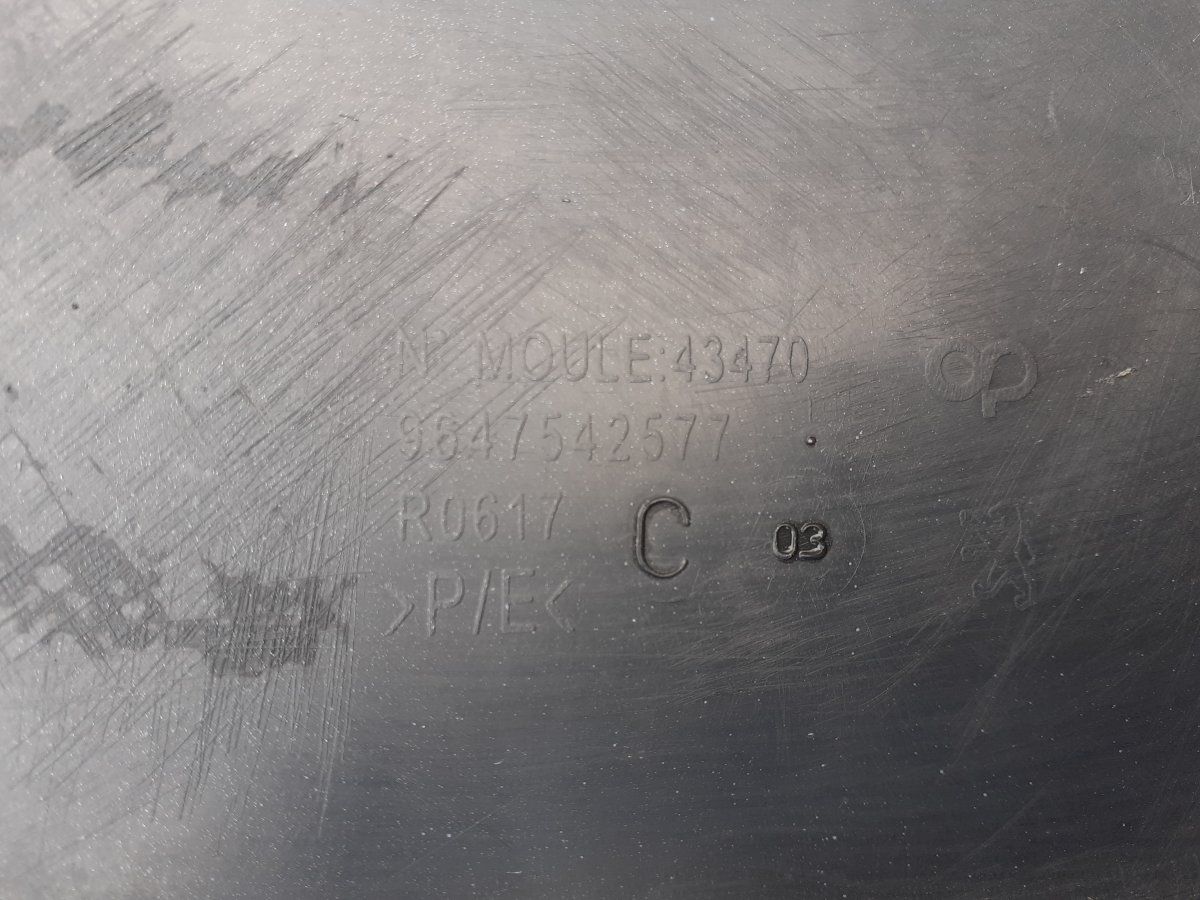 N° MOULE:43470
9647542577
R0617 C 03
>P/E<